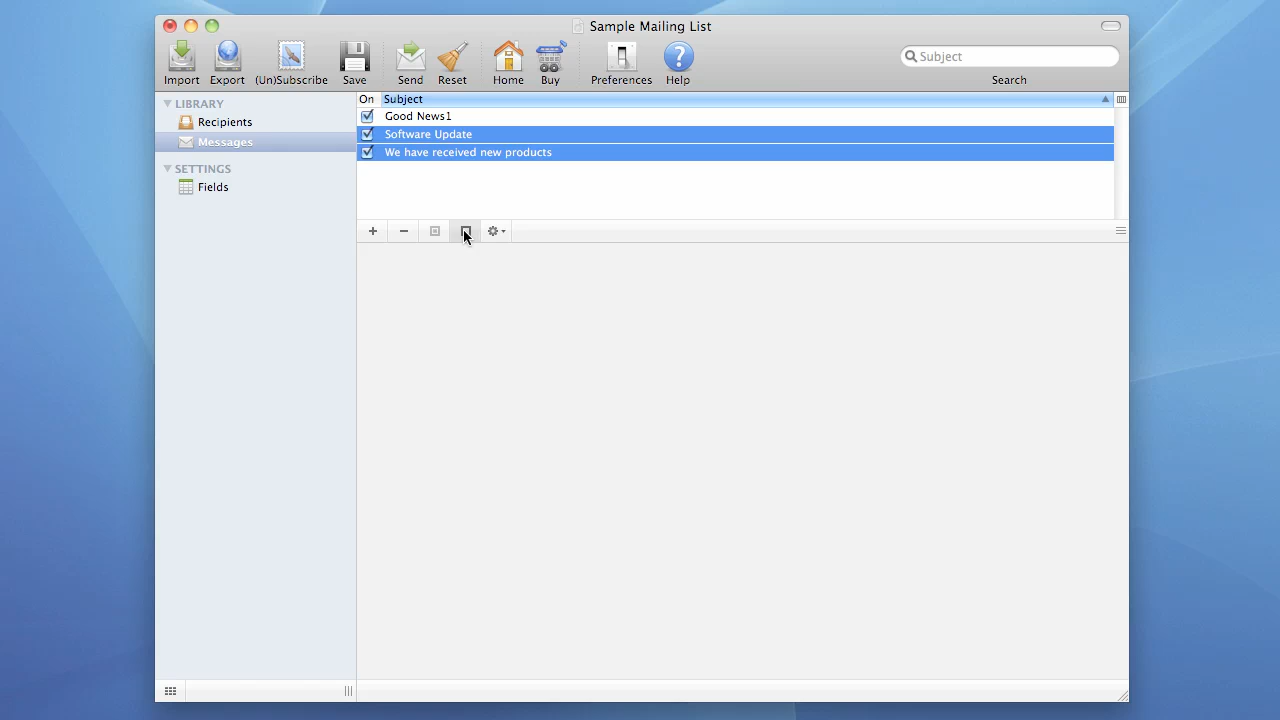 Sample Mailing List
Import Export (Un)Subscribe Save Send Reset Home Buy Preferences Help Subject Search
LIBRARY
Recipients
Messages
SETTINGS
Fields
On Subject
Good News1
Software Update
We have received new products